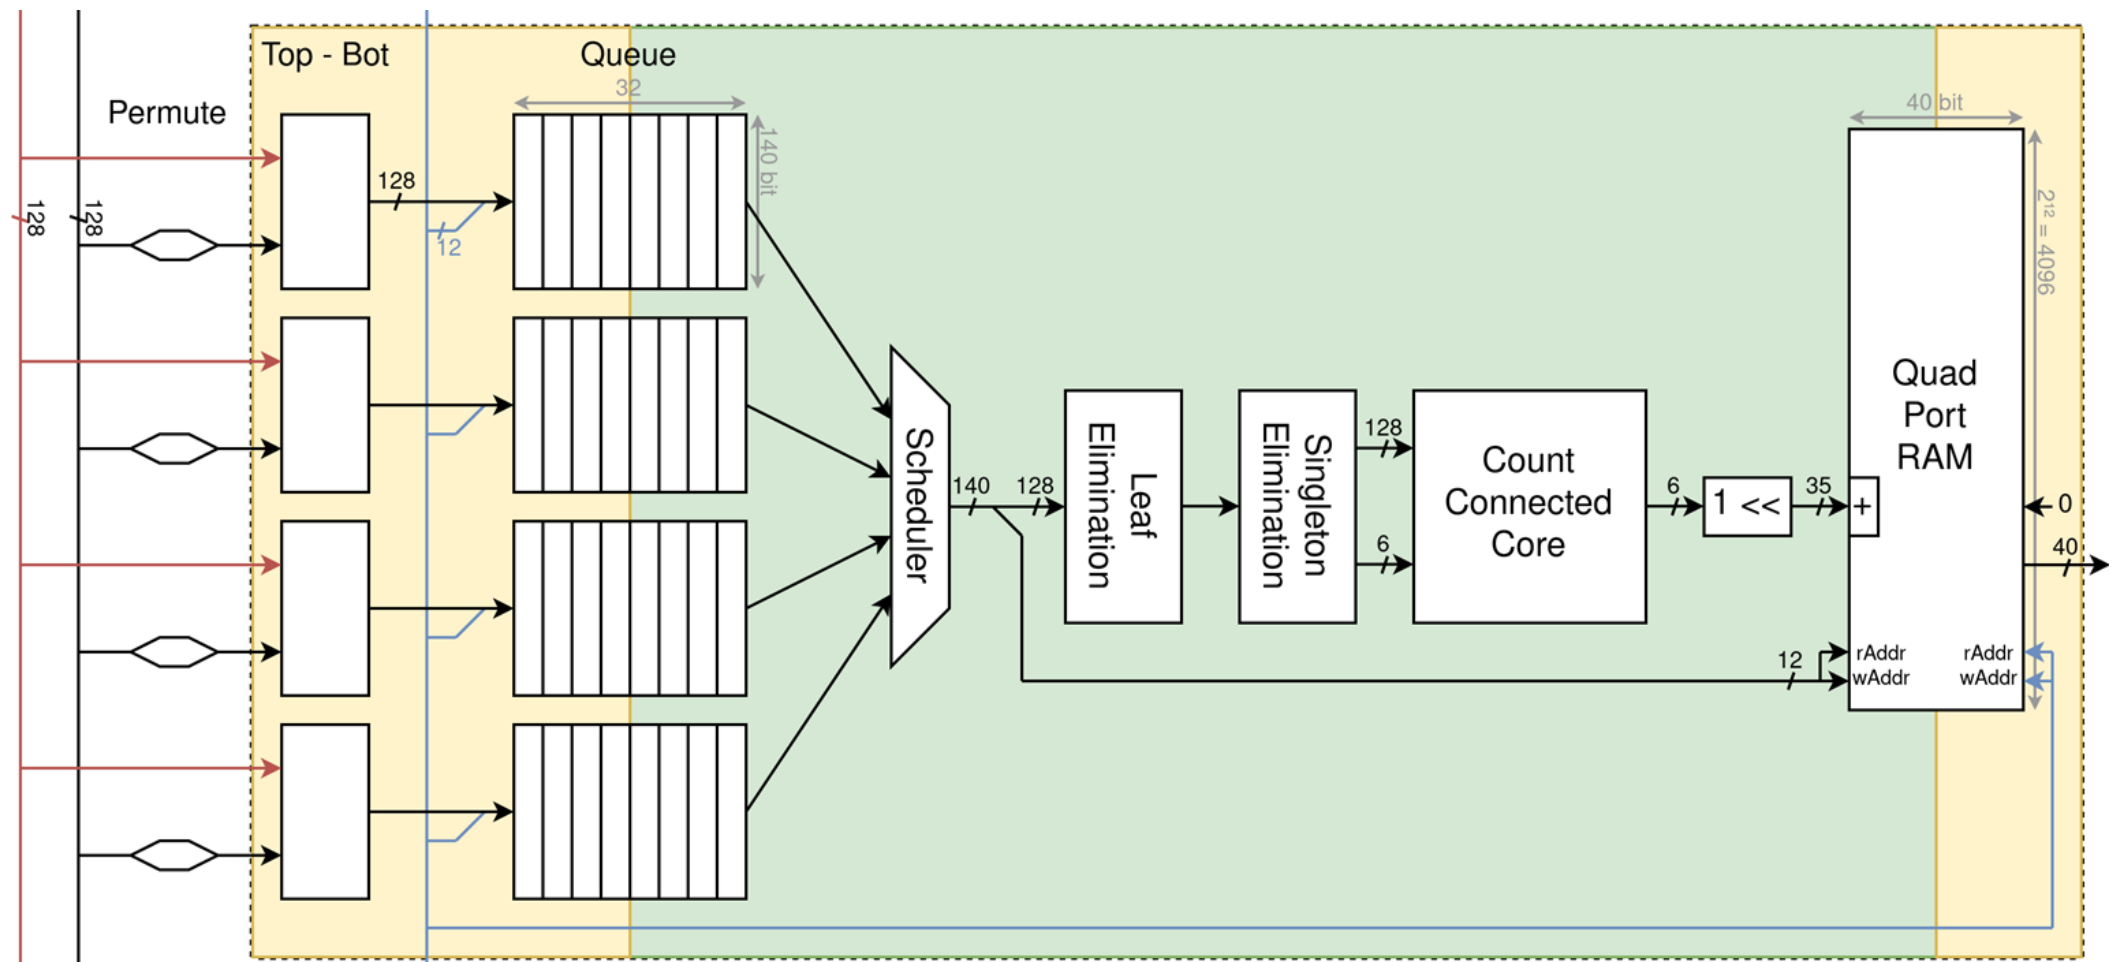 Top - Bot
Queue
32
40 bit
Permute
140 bit
128
128
128
12
2¹² = 4096
Quad
Port
RAM
Scheduler
140
128
Leaf
Elimination
Singleton
Elimination
128
6
Count
Connected
Core
6
1 <<
35
+
0
40
12
rAddr
wAddr
rAddr
wAddr